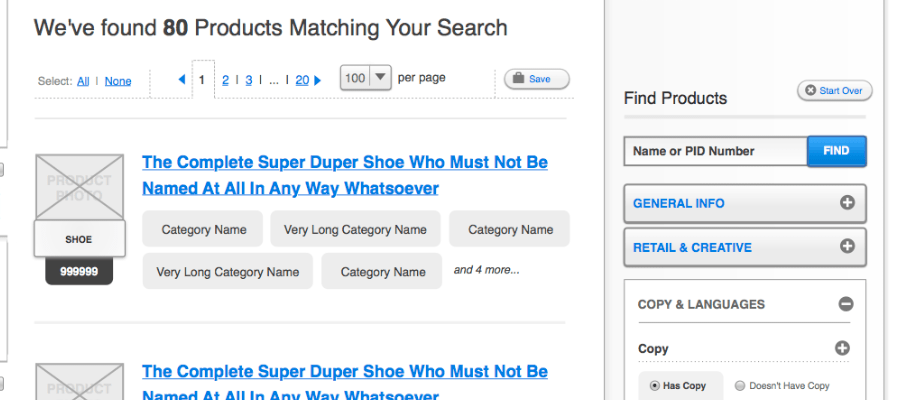 We've found 80 Products Matching Your Search
Select: All | None
1 2 | 3 | ... | 20
100 per page
Save
The Complete Super Duper Shoe Who Must Not Be
Named At All In Any Way Whatsoever
PRODUCT
PHOTO
SHOE
999999
Category Name
Very Long Category Name
Category Name
Very Long Category Name
Category Name
and 4 more...
The Complete Super Duper Shoe Who Must Not Be
Named At All In Any Way Whatsoever
PRODUCT
Find Products
Start Over
Name or PID Number
FIND
GENERAL INFO
RETAIL & CREATIVE
COPY & LANGUAGES
Copy
Has Copy
Doesn't Have Copy